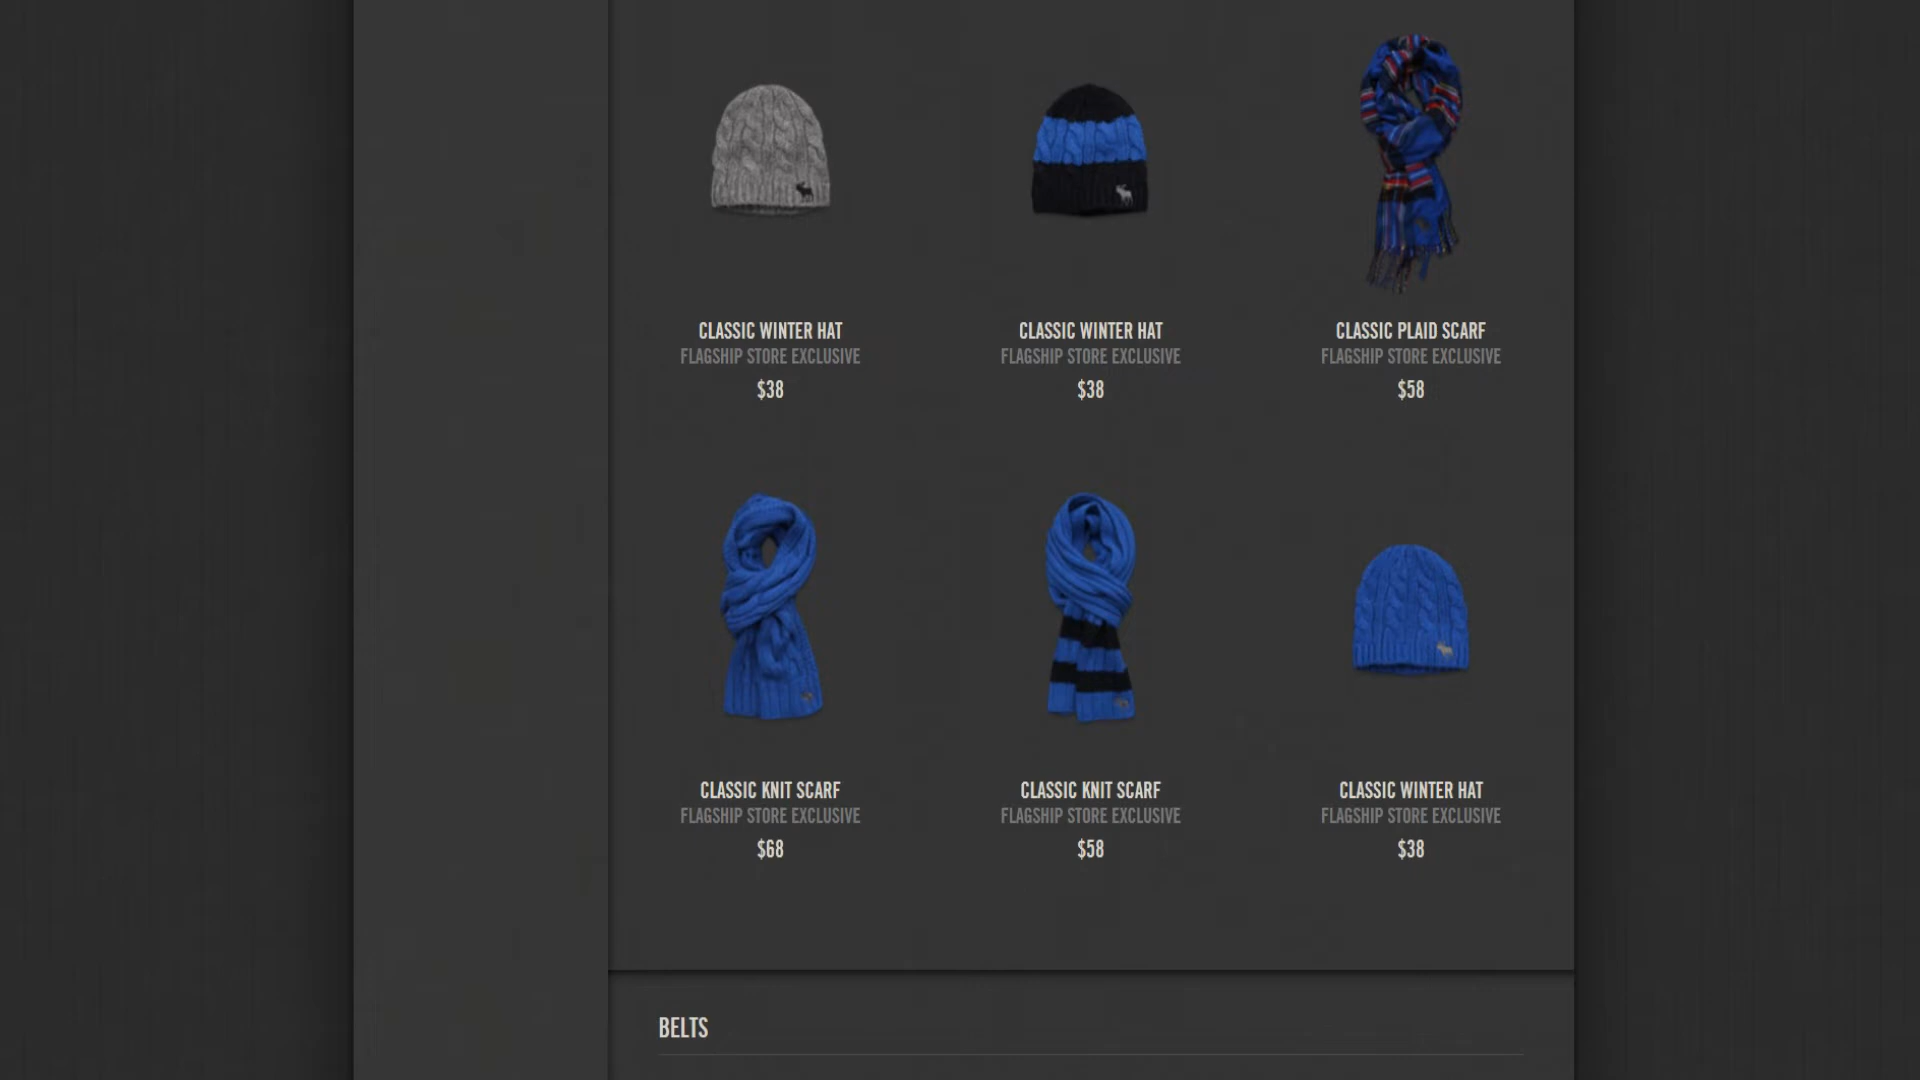 CLASSIC WINTER HAT
FLAGSHIP STORE EXCLUSIVE
$38
CLASSIC WINTER HAT
FLAGSHIP STORE EXCLUSIVE
$38
CLASSIC PLAID SCARF
FLAGSHIP STORE EXCLUSIVE
$58
CLASSIC KNIT SCARF
FLAGSHIP STORE EXCLUSIVE
$68
CLASSIC KNIT SCARF
FLAGSHIP STORE EXCLUSIVE
$58
CLASSIC WINTER HAT
FLAGSHIP STORE EXCLUSIVE
$38
BELTS